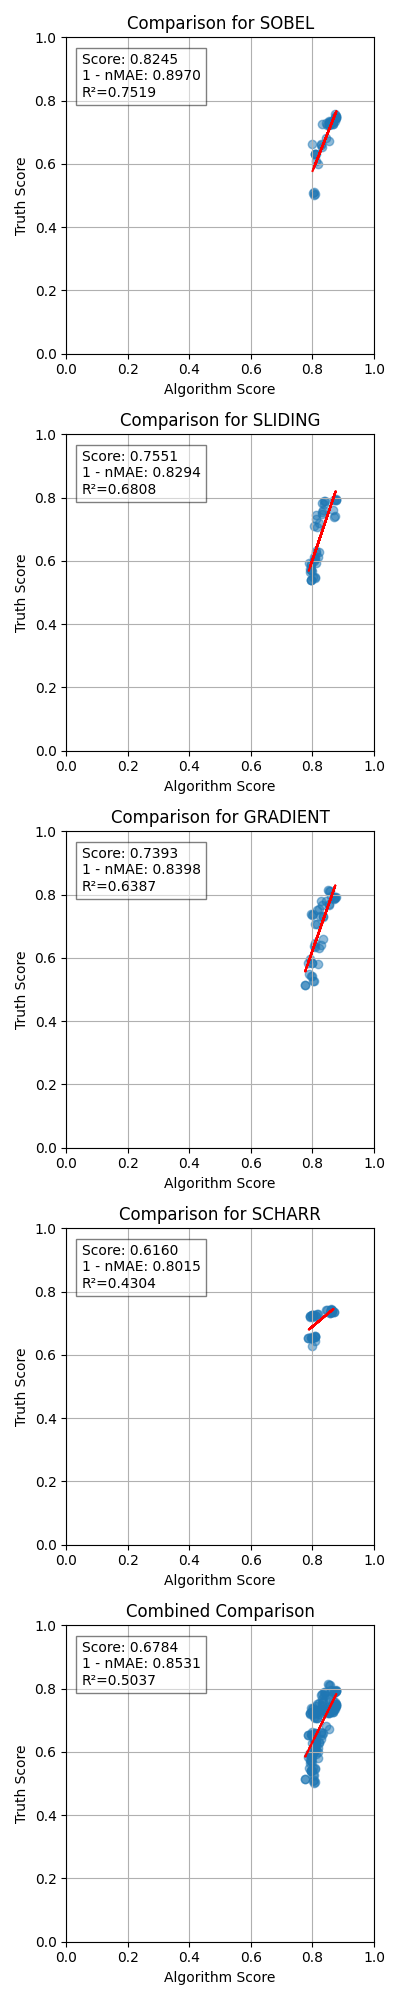 Comparison for SOBEL
1.0
Score: 0.8245
1 - nMAE: 0.8970
R²=0.7519
0.8
0.6
0.4
0.2
0.0
Truth Score
0.0 0.2 0.4 0.6 0.8 1.0
Algorithm Score
Comparison for SLIDING
1.0
Score: 0.7551
1 - nMAE: 0.8294
R²=0.6808
0.8
0.6
0.4
0.2
0.0
Truth Score
0.0 0.2 0.4 0.6 0.8 1.0
Algorithm Score
Comparison for GRADIENT
1.0
Score: 0.7393
1 - nMAE: 0.8398
R²=0.6387
0.8
0.6
0.4
0.2
0.0
Truth Score
0.0 0.2 0.4 0.6 0.8 1.0
Algorithm Score
Comparison for SCHARR
1.0
Score: 0.6160
1 - nMAE: 0.8015
R²=0.4304
0.8
0.6
0.4
0.2
0.0
Truth Score
0.0 0.2 0.4 0.6 0.8 1.0
Algorithm Score
Combined Comparison
1.0
Score: 0.6784
1 - nMAE: 0.8531
R²=0.5037
0.8
0.6
0.4
0.2
0.0
Truth Score
0.0 0.2 0.4 0.6 0.8 1.0
Algorithm Score